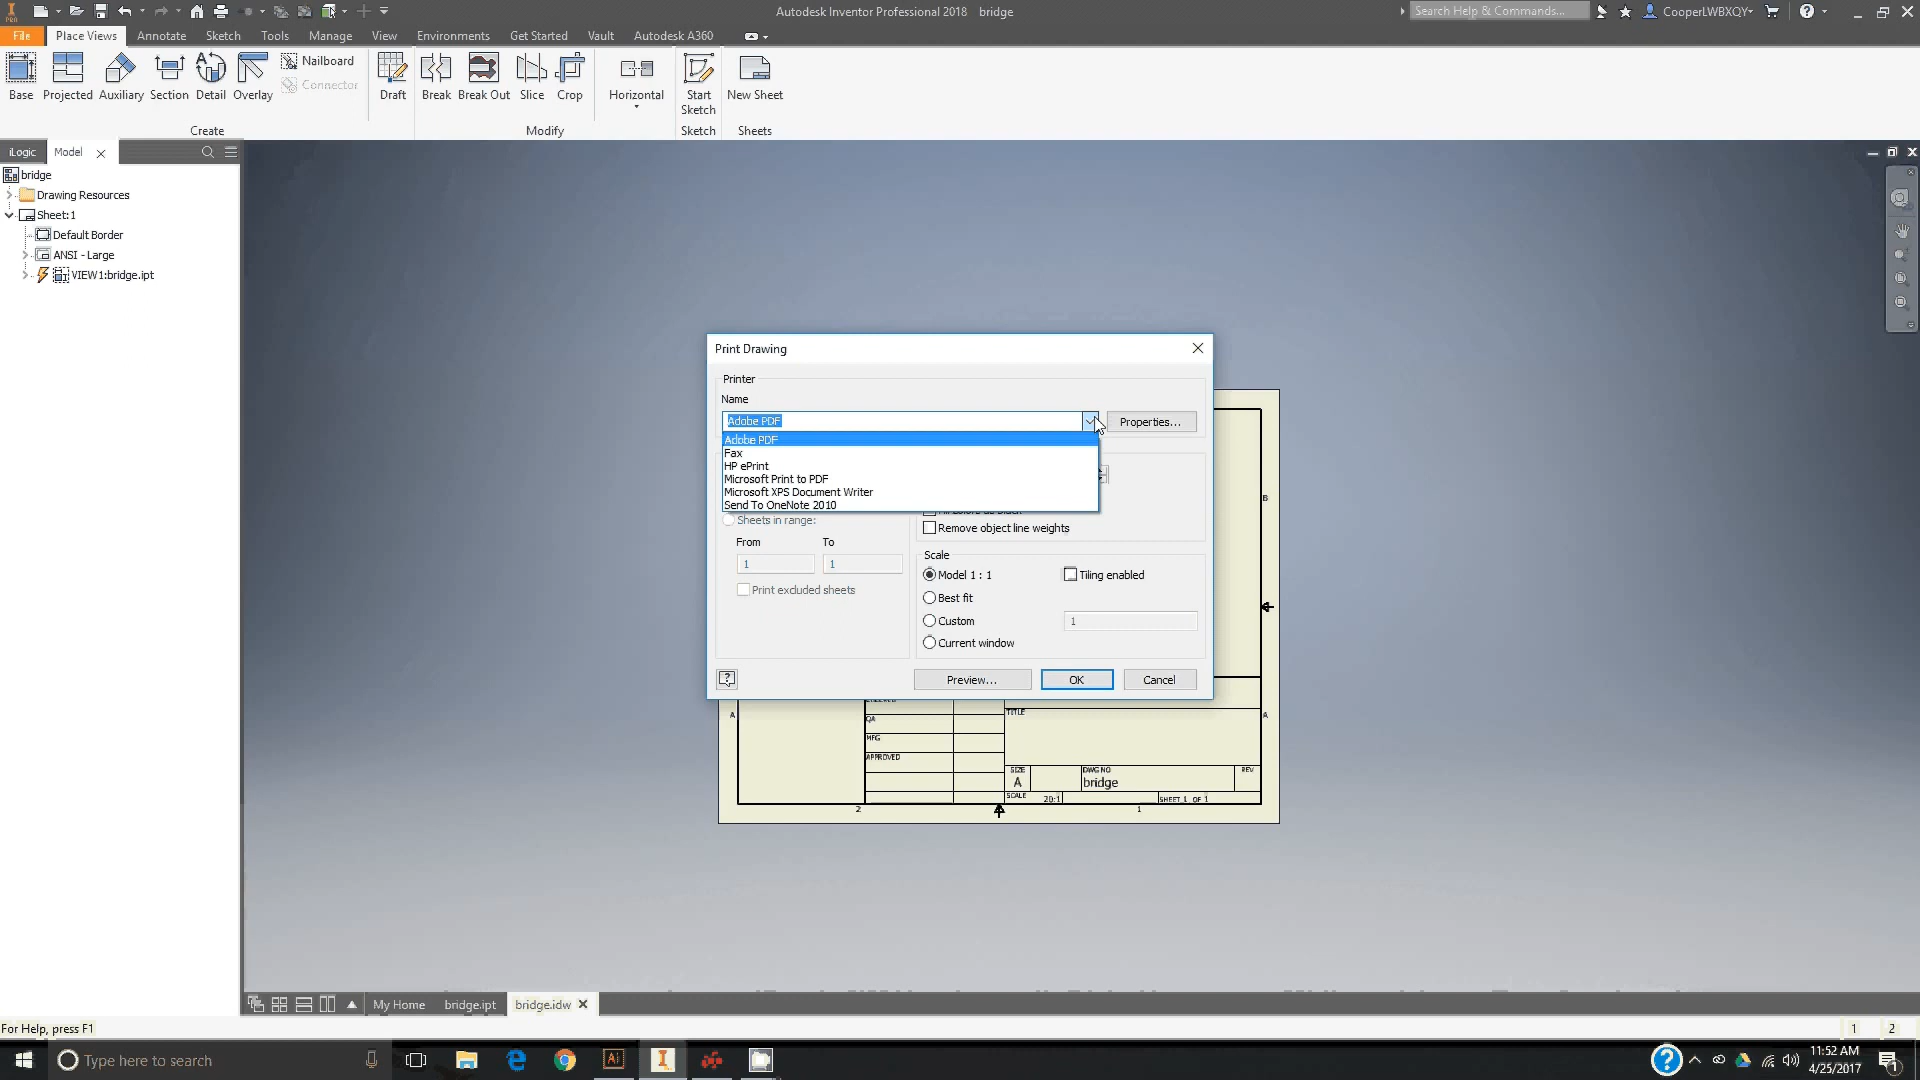 Autodesk Inventor Professional 2018 bridge
Search Help & Commands...
CooperLWBXQY
File
Place Views
Annotate
Sketch
Tools
Manage
View
Environments
Get Started
Vault
Autodesk A360
Base
Projected
Auxiliary
Section
Detail
Overlay
Nailboard
Connector
Draft
Break
Break Out
Slice
Crop
Horizontal
Start
Sketch
New Sheet
Create
Modify
Sketch
Sheets
iLogic
Model
bridge
Drawing Resources
Sheet:1
Default Border
ANSI - Large
VIEW1:bridge.ipt
Print Drawing
Printer
Name
Adobe PDF
Properties...
Adobe PDF
Fax
HP ePrint
Microsoft Print to PDF
Microsoft XPS Document Writer
Send To OneNote 2010
Sheets in range:
Remove object line weights
From
To
1
1
Print excluded sheets
Scale
Model 1 : 1
Tiling enabled
Best fit
Custom
1
Current window
Preview...
OK
Cancel
B
A
A
QA
MFG
APPROVED
TITLE
SIZE
A
DWG NO
bridge
REV
SCALE
20:1
SHEET 1 OF 1
2
1
My Home
bridge.ipt
bridge.idw
For Help, press F1
1
2
Type here to search
11:52 AM
4/25/2017